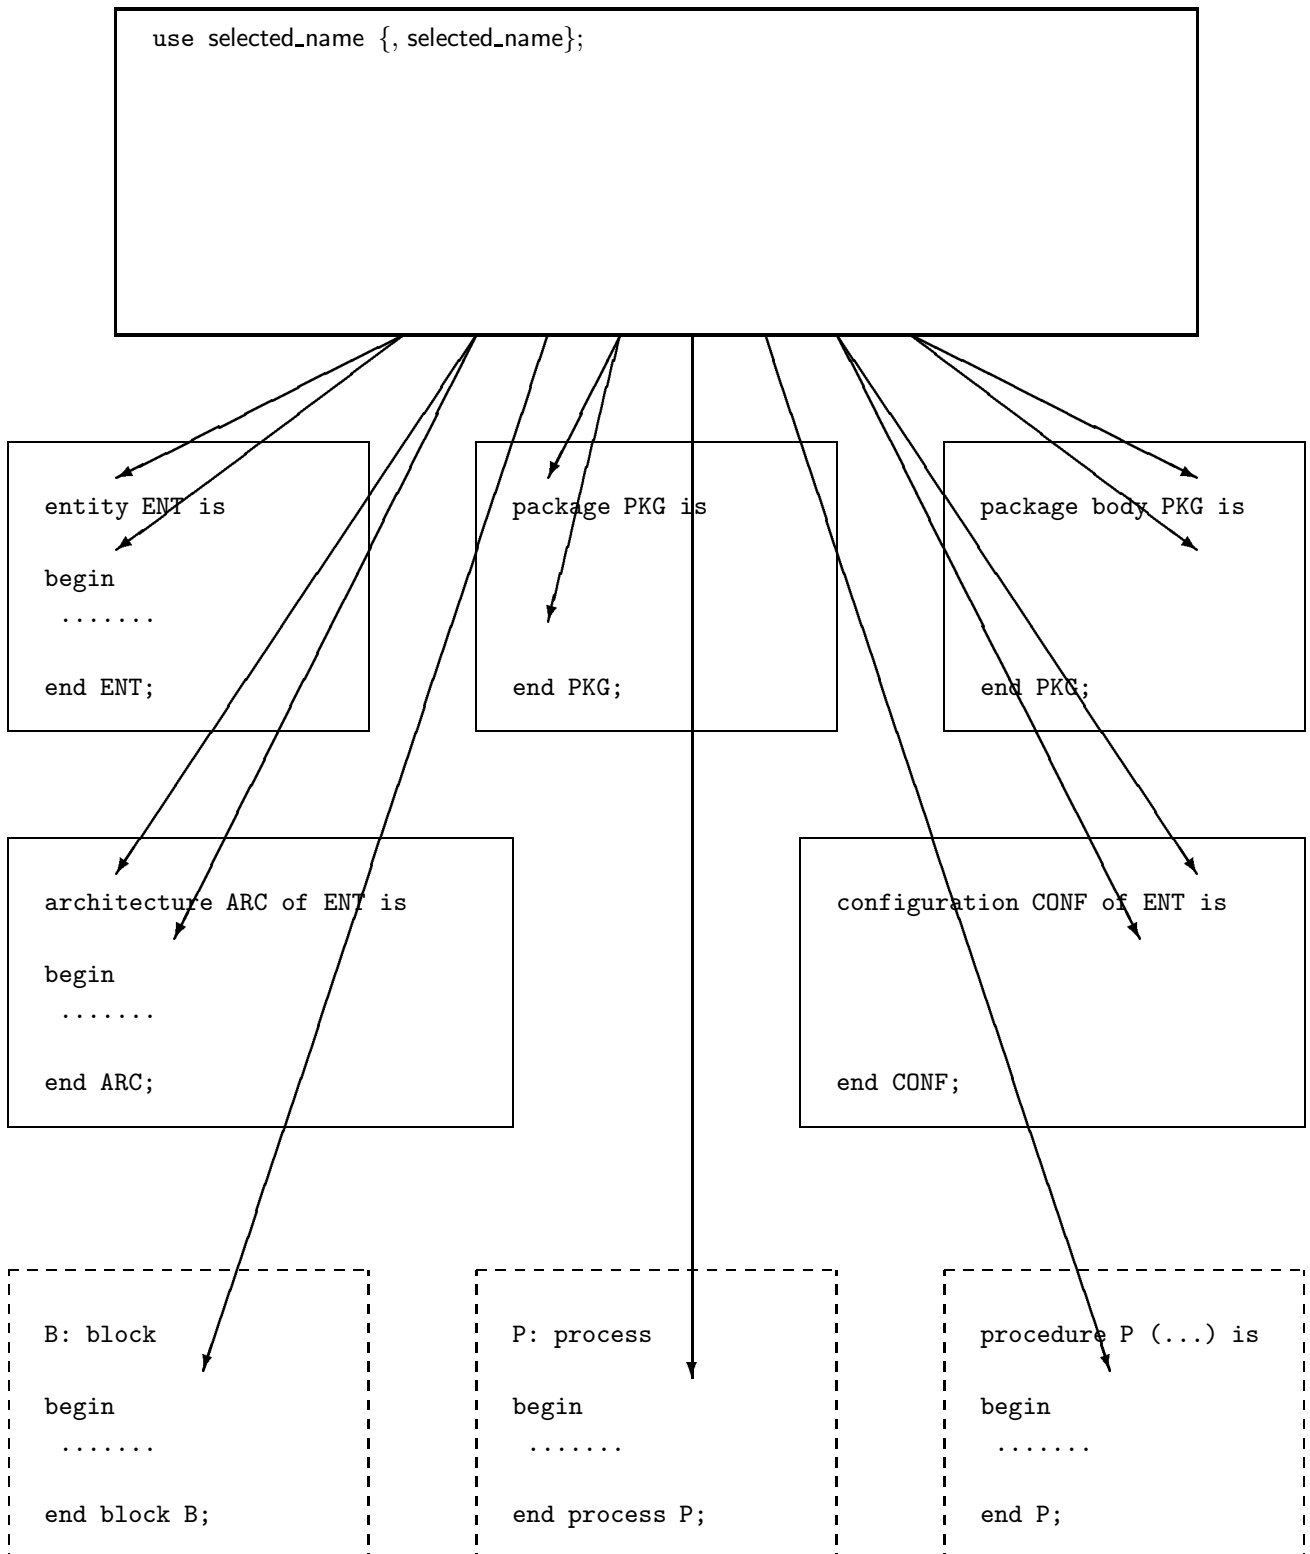 use selected_name {, selected_name};
entity ENT is
begin
.......
end ENT;
package PKG is
end PKG;
package body PKG is
end PKG;
architecture ARC of ENT is
begin
.......
end ARC;
configuration CONF of ENT is
end CONF;
B: block
begin
.......
end block B;
P: process
begin
.......
end process P;
procedure P (...) is
begin
.......
end P;